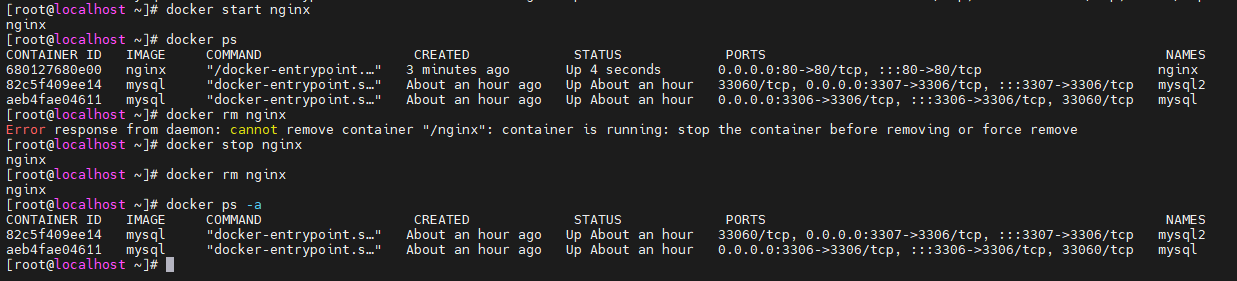 [root@localhost ~]# docker start nginx
nginx
[root@localhost ~]# docker ps
CONTAINER ID   IMAGE     COMMAND                   CREATED             STATUS             PORTS                                                  NAMES
680127680e00   nginx     "/docker-entrypoint.…"   3 minutes ago       Up 4 seconds       0.0.0.0:80->80/tcp, :::80->80/tcp                      nginx
82c5f409ee14   mysql     "docker-entrypoint.s…"   About an hour ago   Up About an hour   33060/tcp, 0.0.0.0:3307->3306/tcp, :::3307->3306/tcp   mysql2
aeb4fae04611   mysql     "docker-entrypoint.s…"   About an hour ago   Up About an hour   0.0.0.0:3306->3306/tcp, :::3306->3306/tcp, 33060/tcp   mysql
[root@localhost ~]# docker rm nginx
Error response from daemon: cannot remove container "/nginx": container is running: stop the container before removing or force remove
[root@localhost ~]# docker stop nginx
nginx
[root@localhost ~]# docker rm nginx
nginx
[root@localhost ~]# docker ps -a
CONTAINER ID   IMAGE     COMMAND                   CREATED             STATUS             PORTS                                                  NAMES
82c5f409ee14   mysql     "docker-entrypoint.s…"   About an hour ago   Up About an hour   33060/tcp, 0.0.0.0:3307->3306/tcp, :::3307->3306/tcp   mysql2
aeb4fae04611   mysql     "docker-entrypoint.s…"   About an hour ago   Up About an hour   0.0.0.0:3306->3306/tcp, :::3306->3306/tcp, 33060/tcp   mysql
[root@localhost ~]#